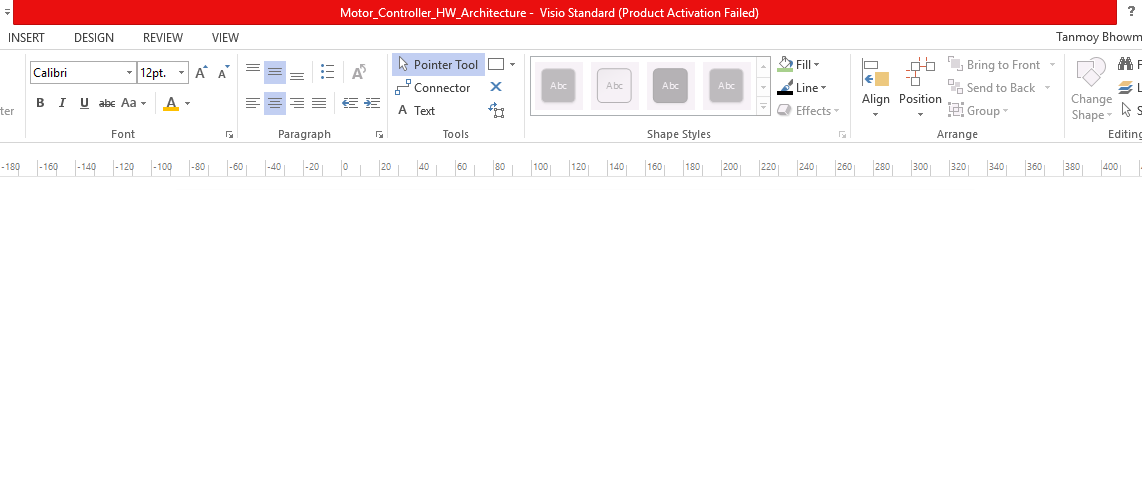 Motor_Controller_HW_Architecture - Visio Standard (Product Activation Failed) ?
INSERT DESIGN REVIEW VIEW Tanmoy Bhowm
Calibri 12pt. A A A Pointer Tool Abc Abc Abc Abc Fill Bring to Front F
Connector Line Align Position Send to Back Change L
B I U abc Aa A A Text Effects Group Shape S
Font Paragraph Tools Shape Styles Arrange Editing
-180 -160 -140 -120 -100 -80 -60 -40 -20 0 20 40 60 80 100 120 140 160 180 200 220 240 260 280 300 320 340 360 380 400